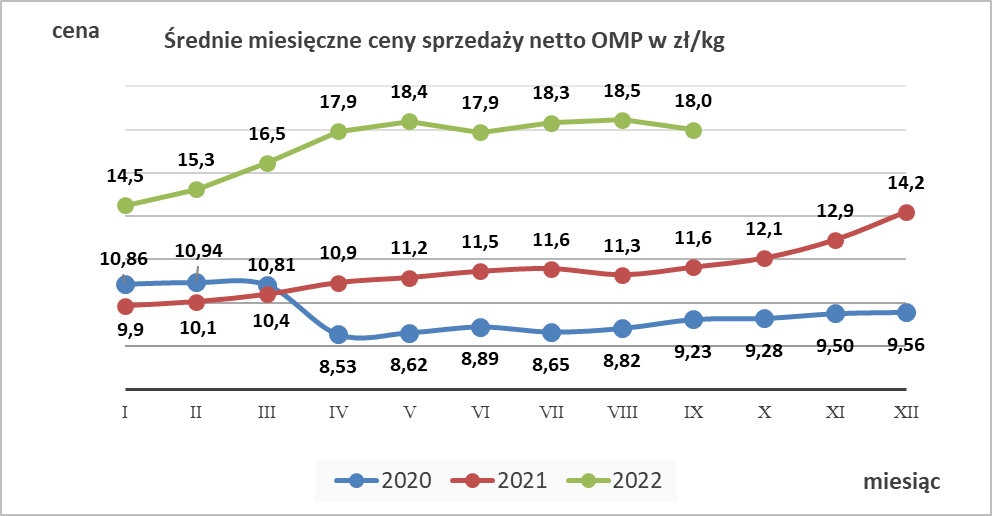 cena
Średnie miesięczne ceny sprzedaży netto OMP w zł/kg
14,5 15,3 16,5 17,9 18,4 17,9 18,3 18,5 18,0
10,86 10,94 10,81 10,9 11,2 11,5 11,6 11,3 11,6 12,1 12,9 14,2
9,9 10,1 10,4 8,53 8,62 8,89 8,65 8,82 9,23 9,28 9,50 9,56
I II III IV V VI VII VIII IX X XI XII
2020 2021 2022
miesiąc